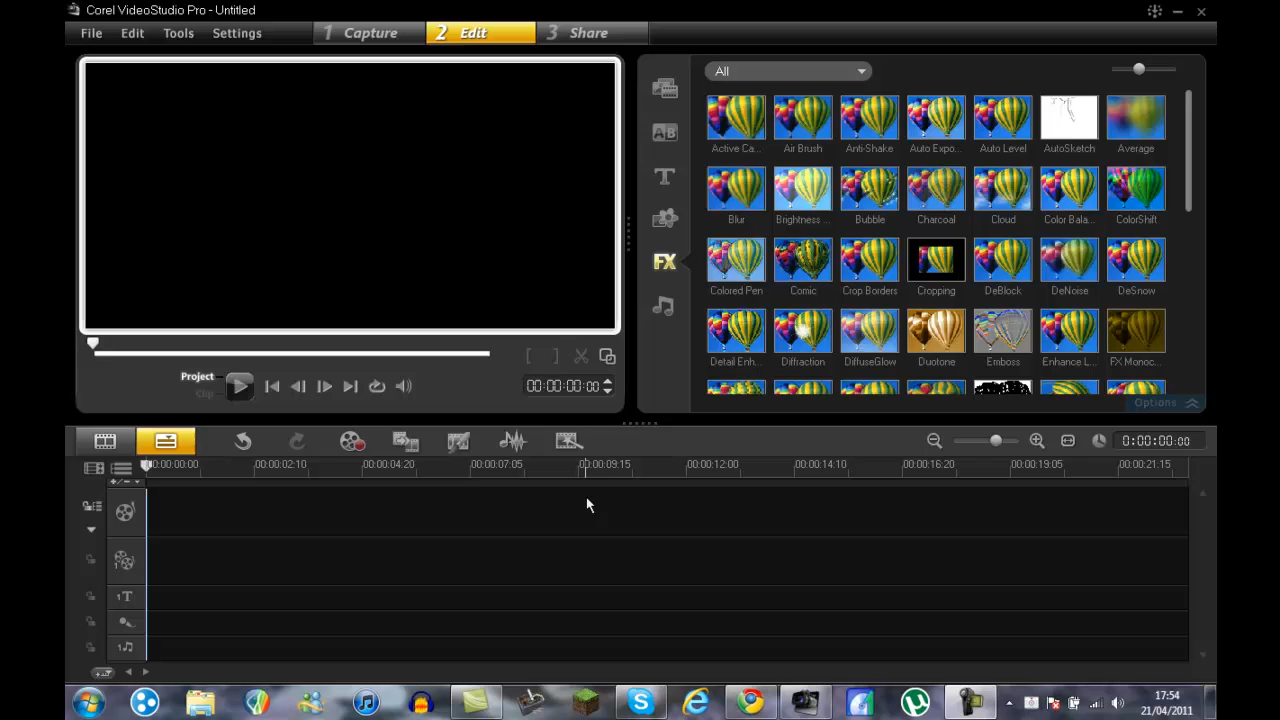 Corel VideoStudio Pro - Untitled
File Edit Tools Settings 1 Capture 2 Edit 3 Share
All
Active Ca... Air Brush Anti-Shake Auto Expo... Auto Level AutoSketch Average
Blur Brightness ... Bubble Charcoal Cloud Color Bala... ColorShift
Colored Pen Comic Crop Borders Cropping DeBlock DeNoise DeSnow
Detail Enh... Diffraction DiffuseGlow Duotone Emboss Enhance L... FX Monoc...
AB
T
FX
Project
Clip
00:00:00:00
Options
0:00:00:00
00:00:00:00 00:00:02:10 00:00:04:20 00:00:07:05 00:00:09:15 00:00:12:00 00:00:14:10 00:00:16:20 00:00:19:05 00:00:21:15
1
1T
1
17:54
21/04/2011